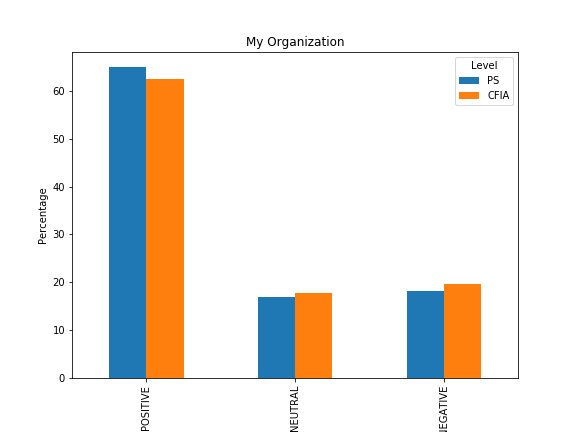 My Organization
Level
PS
CFIA
Percentage
60
50
40
30
20
10
0
POSITIVE
NEUTRAL
NEGATIVE